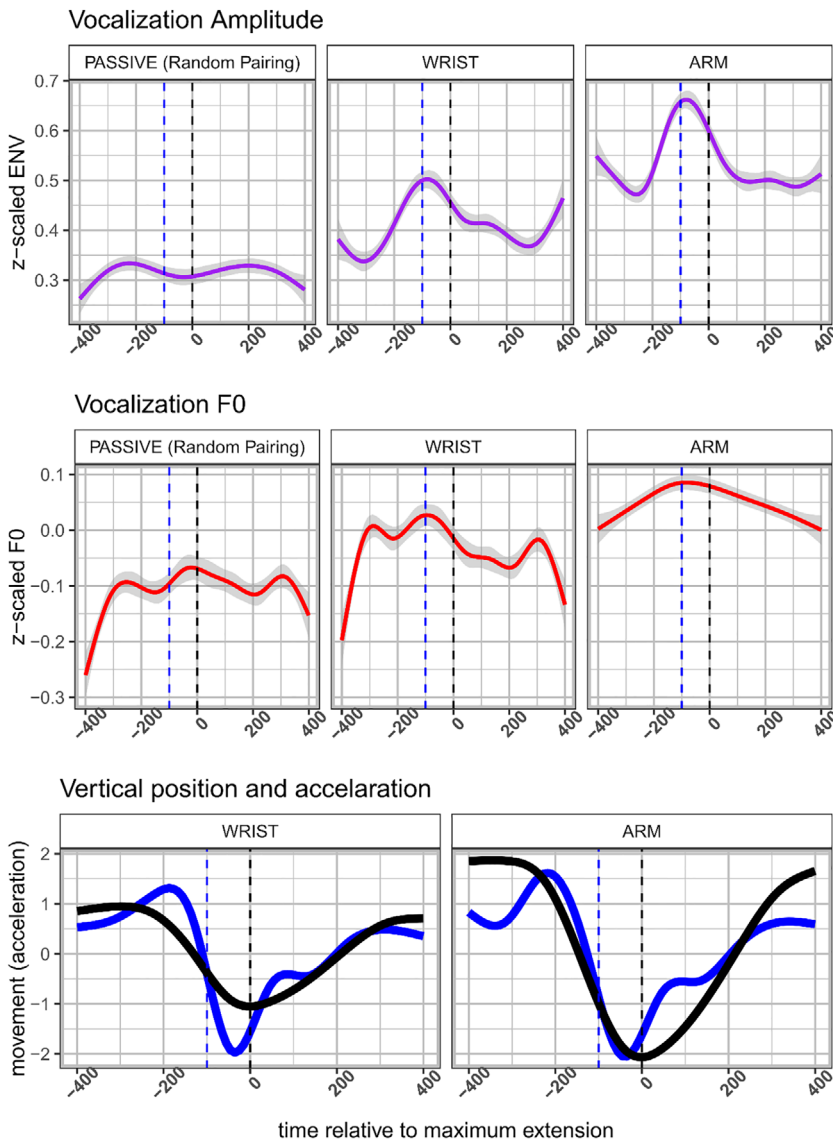 Vocalization Amplitude
PASSIVE (Random Pairing) WRIST ARM
z−scaled ENV
0.7
0.6
0.5
0.4
0.3
−400 −200 0 200 400 −400 −200 0 200 400 −400 −200 0 200 400
Vocalization F0
PASSIVE (Random Pairing) WRIST ARM
z−scaled F0
0.1
0.0
−0.1
−0.2
−0.3
−400 −200 0 200 400 −400 −200 0 200 400 −400 −200 0 200 400
Vertical position and accelaration
WRIST ARM
movement (acceleration)
2
1
0
−1
−2
−400 −200 0 200 400 −400 −200 0 200 400
time relative to maximum extension